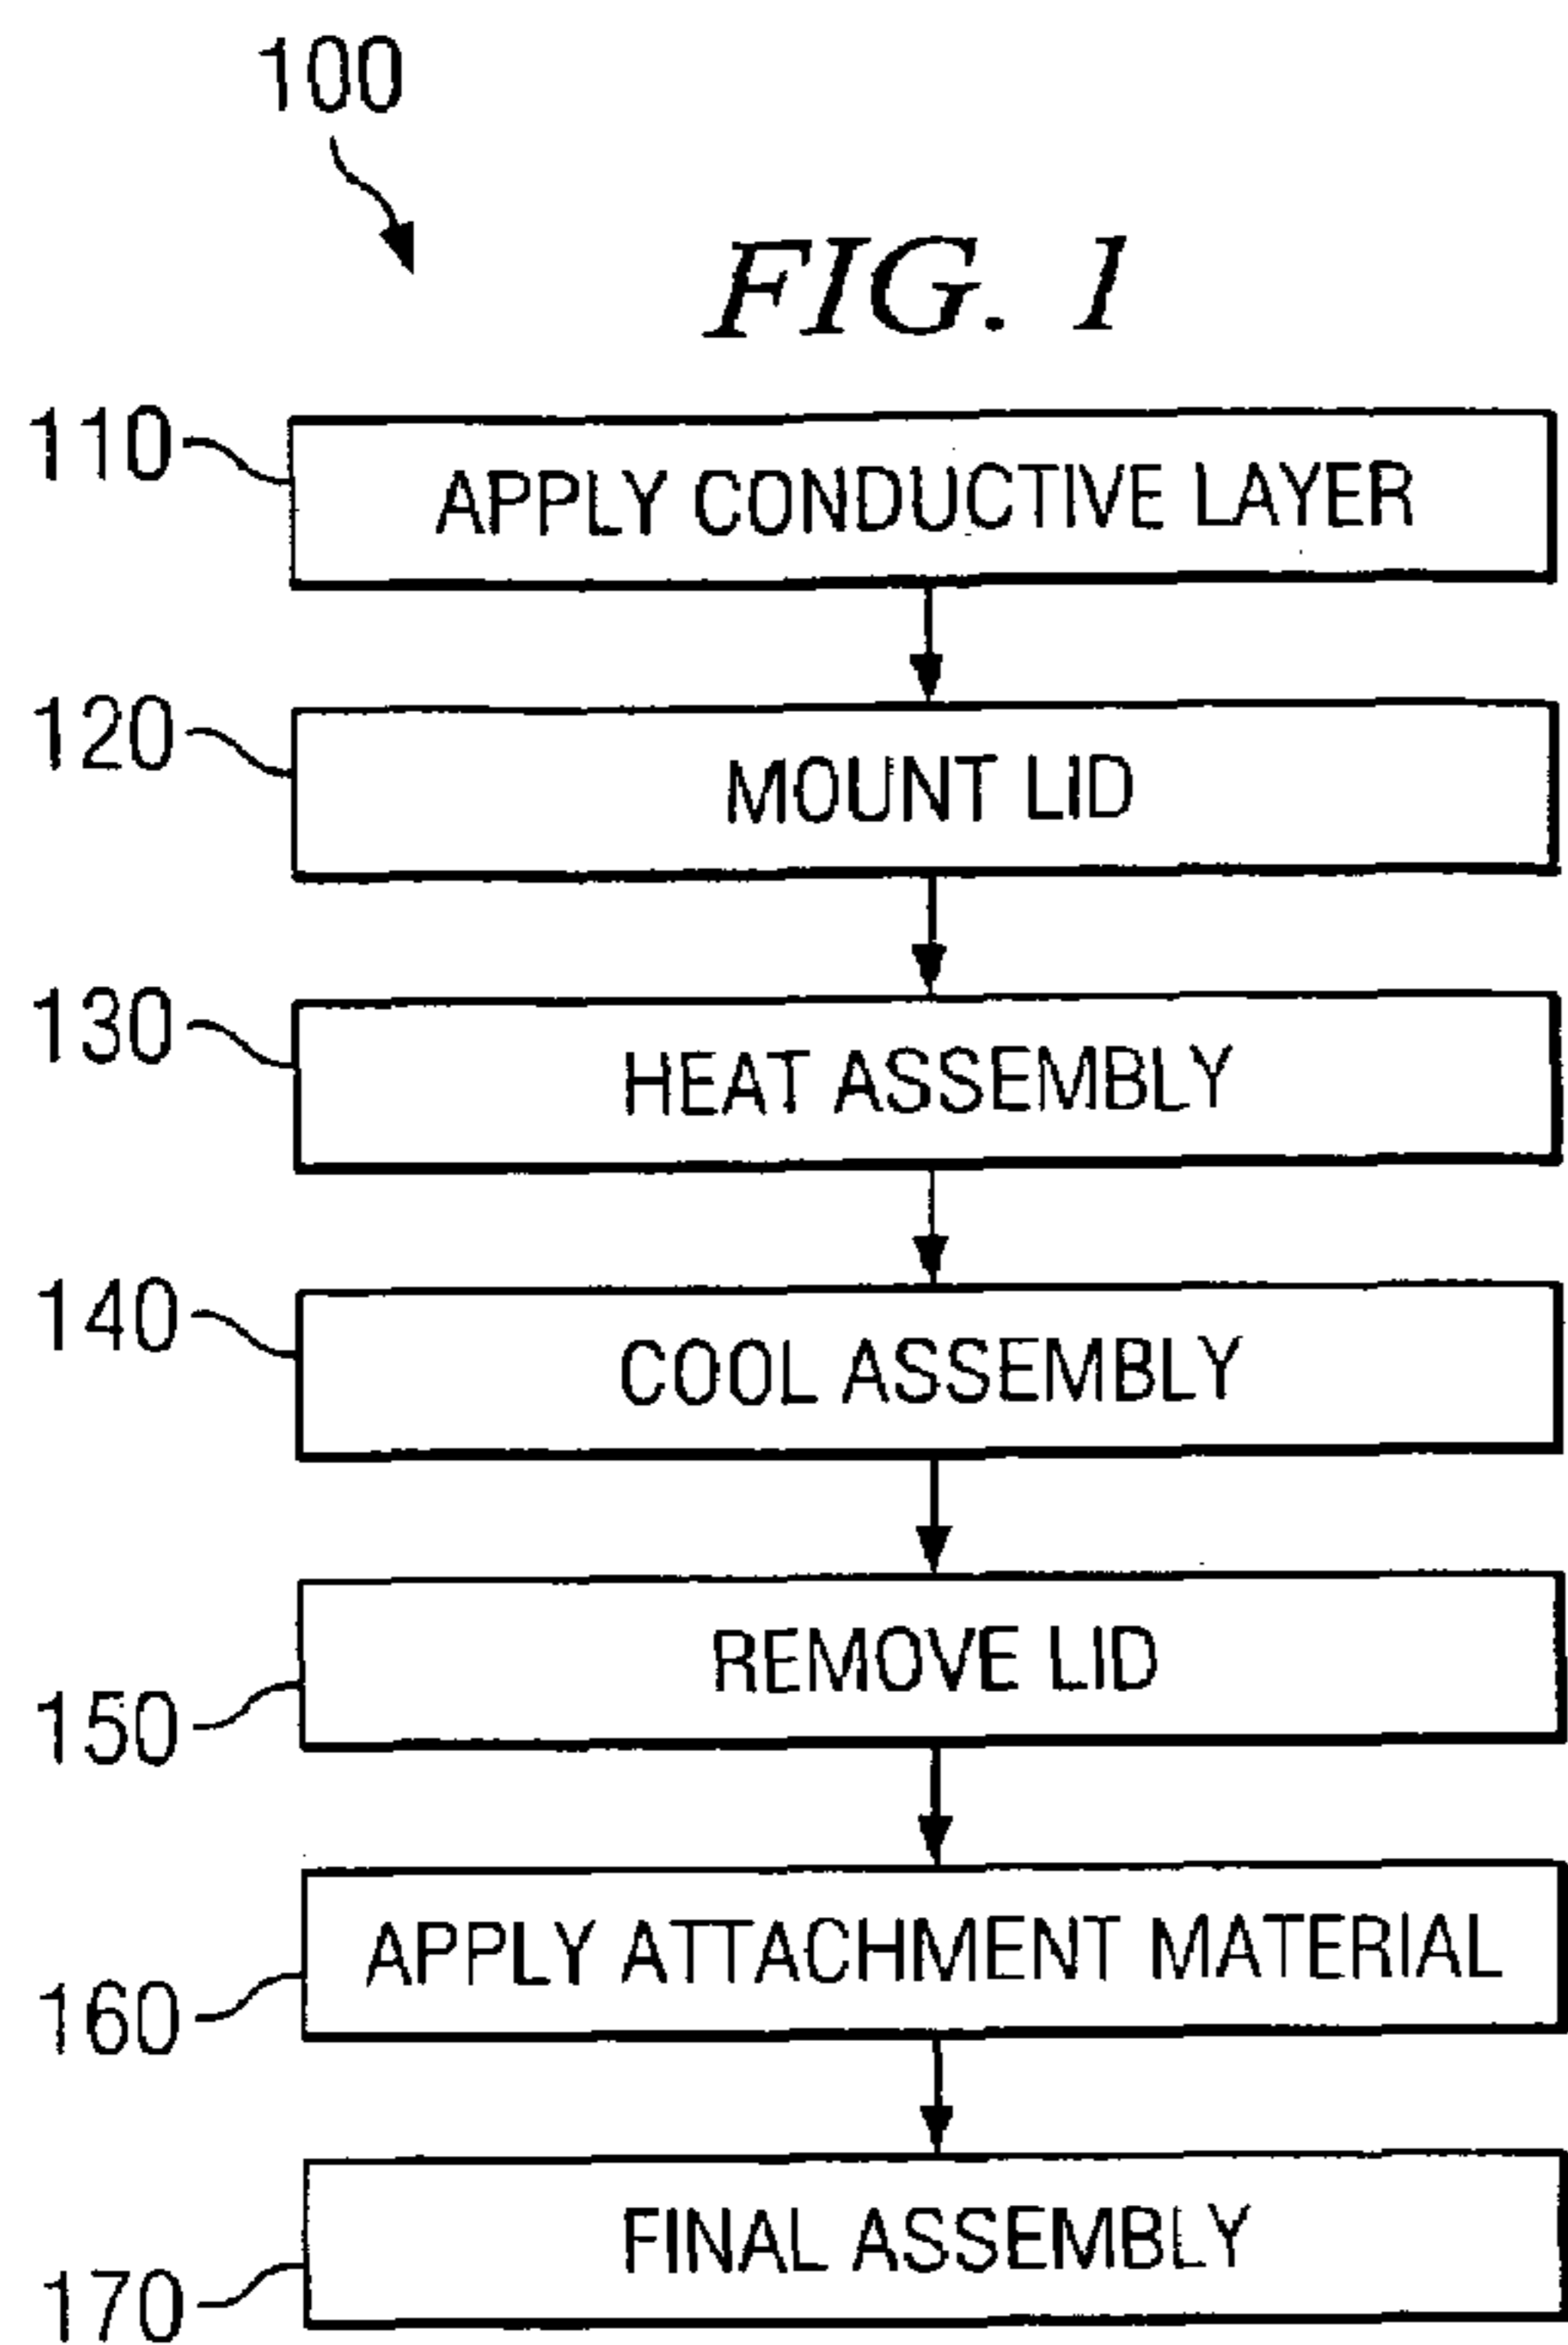 100
FIG. 1
110 APPLY CONDUCTIVE LAYER
120 MOUNT LID
130 HEAT ASSEMBLY
140 COOL ASSEMBLY
150 REMOVE LID
160 APPLY ATTACHMENT MATERIAL
170 FINAL ASSEMBLY